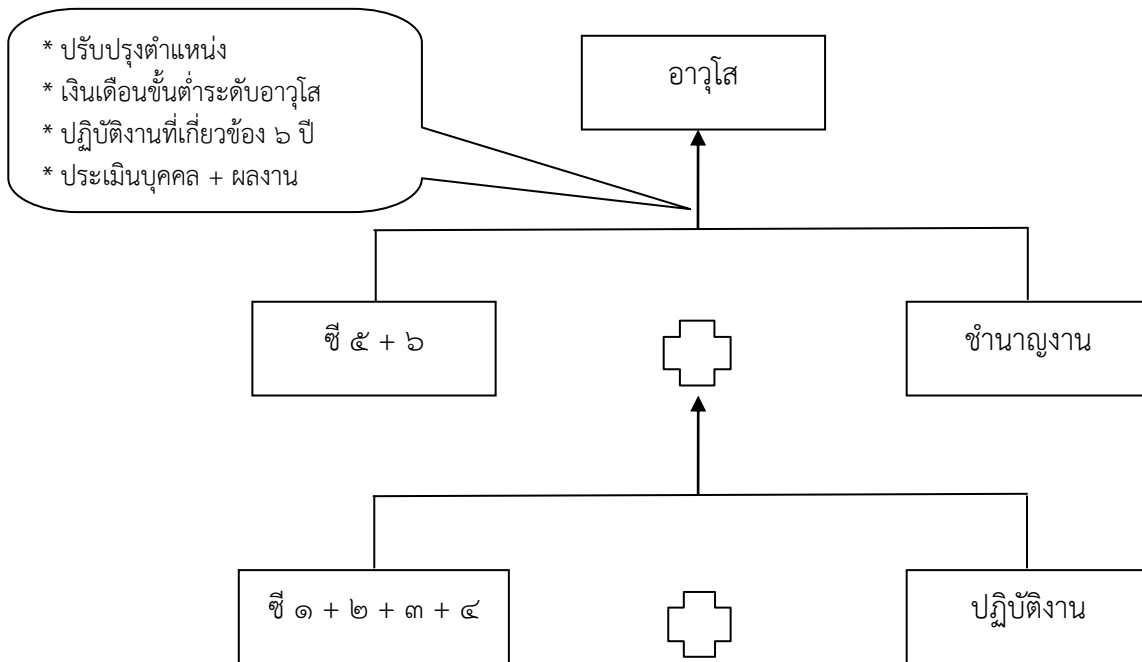 * ปรับปรุงตำแหน่ง
* เงินเดือนขั้นต่ำระดับอาวุโส
* ปฏิบัติงานที่เกี่ยวข้อง ๖ ปี
* ประเมินบุคคล + ผลงาน
อาวุโส
ซี ๕ + ๖
ชำนาญงาน
ซี ๑ + ๒ + ๓ + ๔
ปฏิบัติงาน